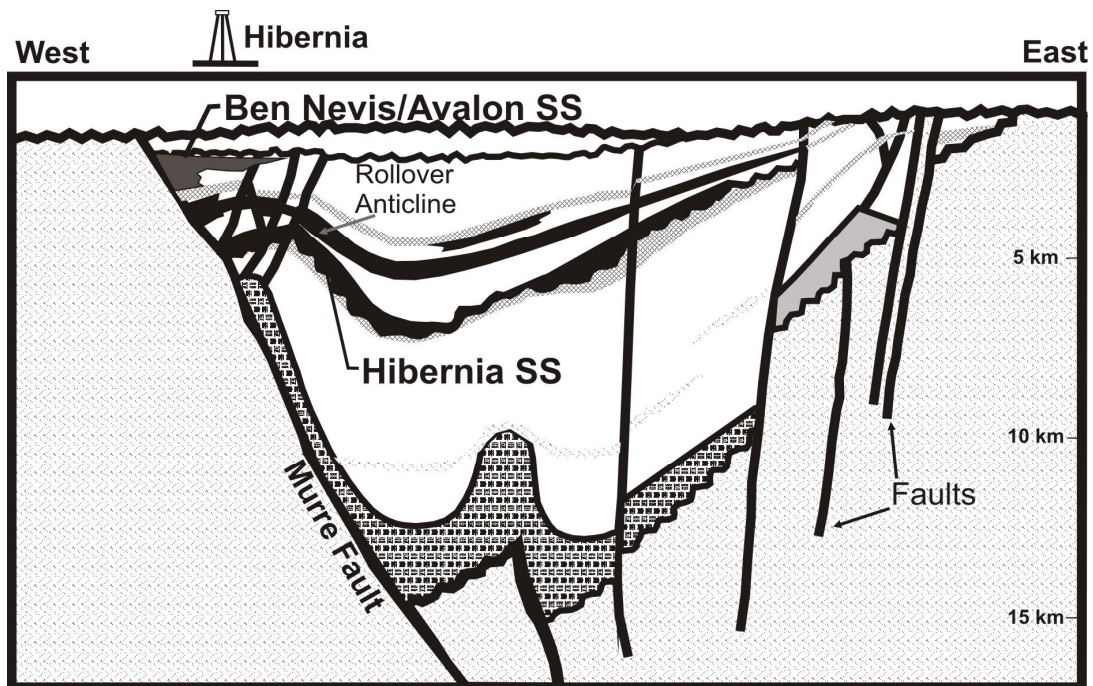 Hibernia
West
East
Ben Nevis/Avalon SS
Rollover
Anticline
5 km
Hibernia SS
10 km
Murre Fault
Faults
15 km